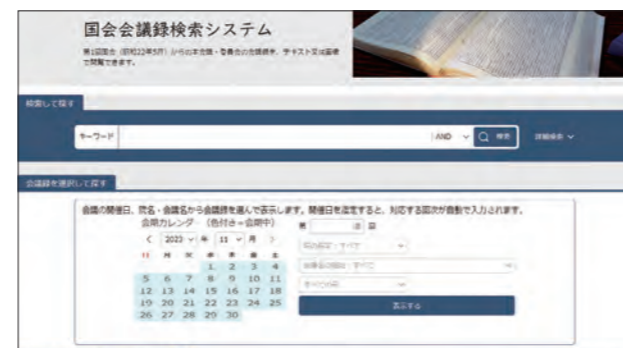 国会会議録検索システム
第1回国会（昭和22年5月）からの本会議・委員会の会議録を、テキスト又は画像
で閲覧できます。
検索して探す
キーワード AND 検索 詳細検索
会議録を選択して探す
会議の開催日、院名・会議名から会議録を選んで表示します。開催日を選定すると、対応する回次が自動で入力されます。
会期カレンダー （色付き＝会期中） 第 回
< 2023 年 11 月 >
日 月 火 水 木 金 土
1 2 3 4
5 6 7 8 9 10 11
12 13 14 15 16 17 18
19 20 21 22 23 24 25
26 27 28 29 30
すべての院
表示する